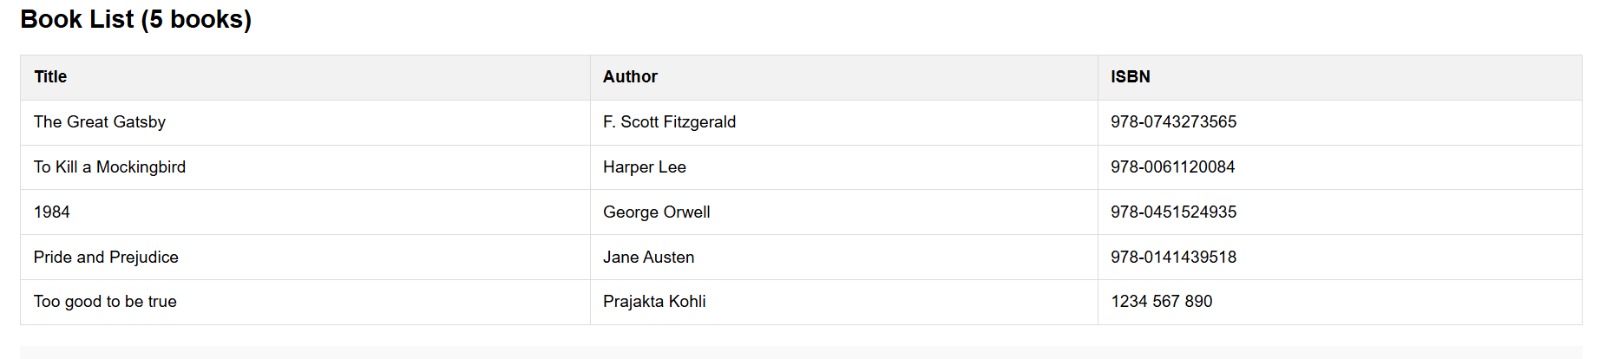 Book List (5 books)
Title Author ISBN
The Great Gatsby F. Scott Fitzgerald 978-0743273565
To Kill a Mockingbird Harper Lee 978-0061120084
1984 George Orwell 978-0451524935
Pride and Prejudice Jane Austen 978-0141439518
Too good to be true Prajakta Kohli 1234 567 890